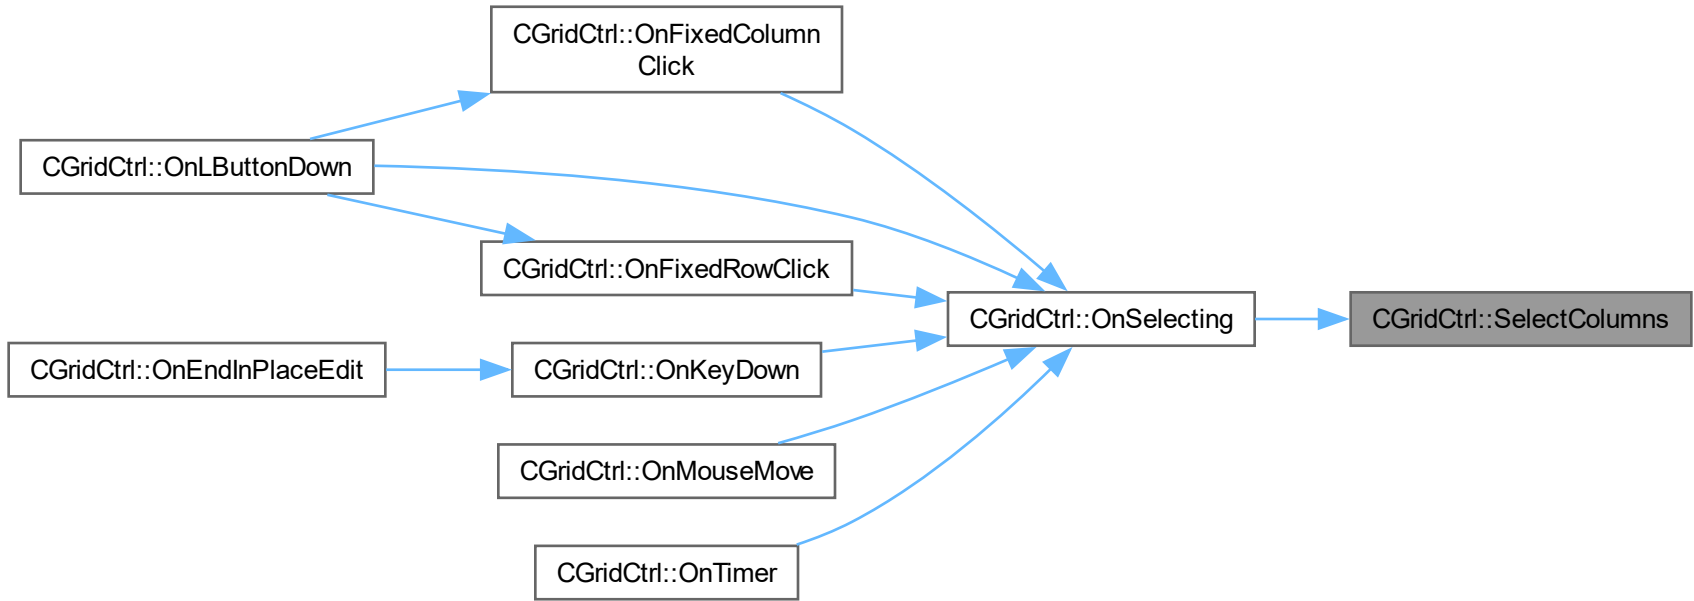 CGridCtrl::OnFixedColumn
Click
CGridCtrl::OnLButtonDown
CGridCtrl::OnFixedRowClick
CGridCtrl::OnSelecting
CGridCtrl::SelectColumns
CGridCtrl::OnEndInPlaceEdit
CGridCtrl::OnKeyDown
CGridCtrl::OnMouseMove
CGridCtrl::OnTimer